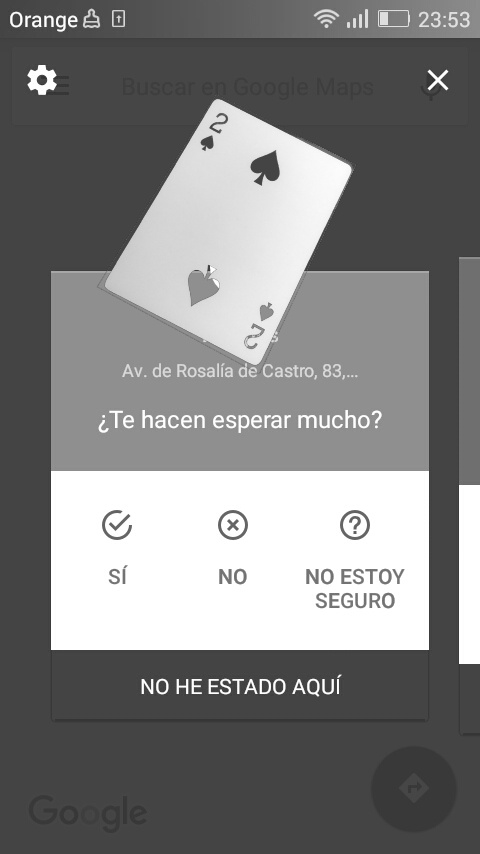 Orange 23:53
Buscar en Google Maps
2
2
Av. de Rosalía de Castro, 83,...
¿Te hacen esperar mucho?
SÍ NO NO ESTOY
SEGURO
NO HE ESTADO AQUÍ
Google